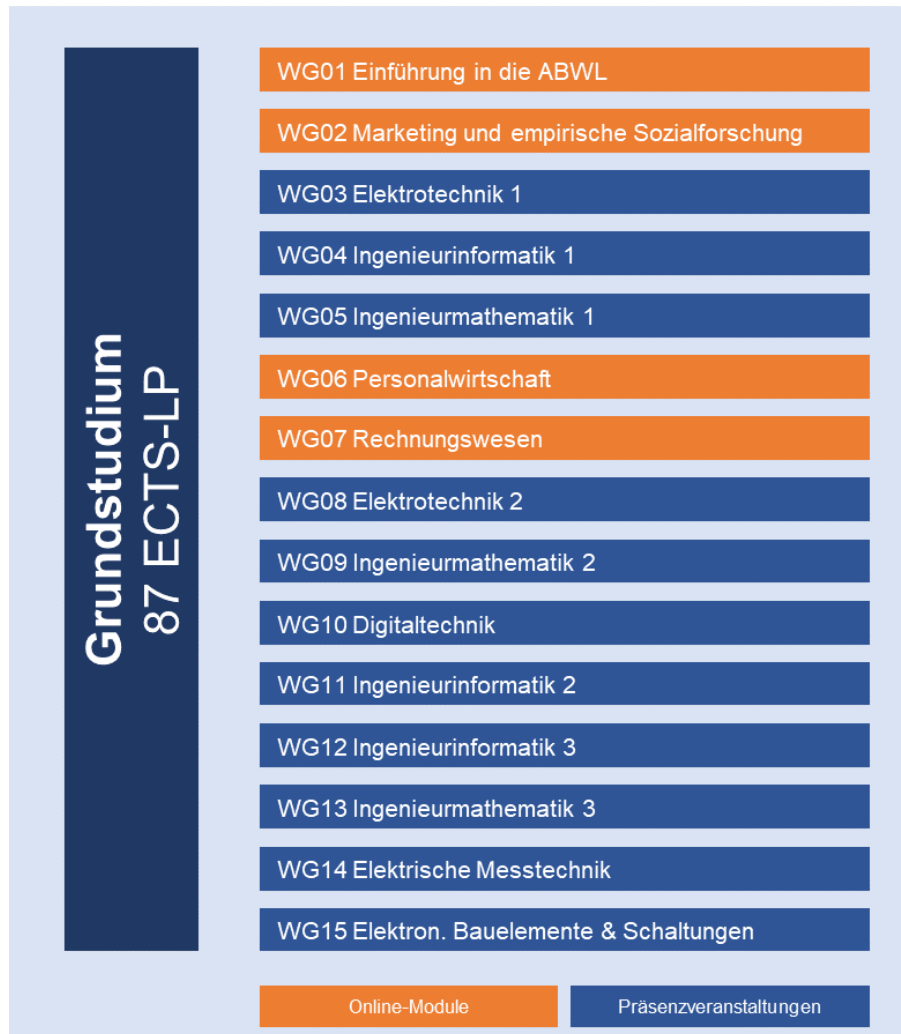 Grundstudium
87 ECTS-LP
WG01 Einführung in die ABWL
WG02 Marketing und empirische Sozialforschung
WG03 Elektrotechnik 1
WG04 Ingenieurinformatik 1
WG05 Ingenieurmathematik 1
WG06 Personalwirtschaft
WG07 Rechnungswesen
WG08 Elektrotechnik 2
WG09 Ingenieurmathematik 2
WG10 Digitaltechnik
WG11 Ingenieurinformatik 2
WG12 Ingenieurinformatik 3
WG13 Ingenieurmathematik 3
WG14 Elektrische Messtechnik
WG15 Elektron. Bauelemente & Schaltungen
Online-Module
Präsenzveranstaltungen